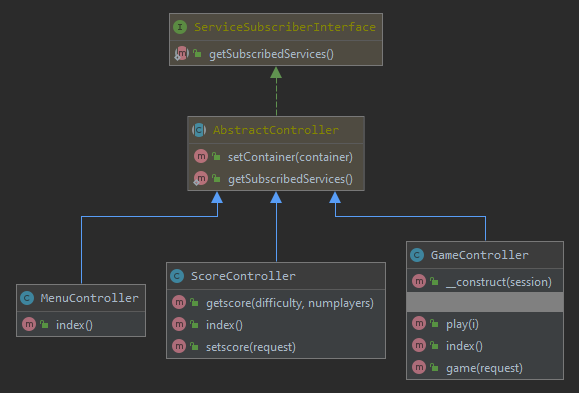 ServiceSubscriberInterface
getSubscribedServices()
AbstractController
setContainer(container)
getSubscribedServices()
MenuController
index()
ScoreController
getscore(difficulty, numplayers)
index()
setscore(request)
GameController
__construct(session)
play(i)
index()
game(request)